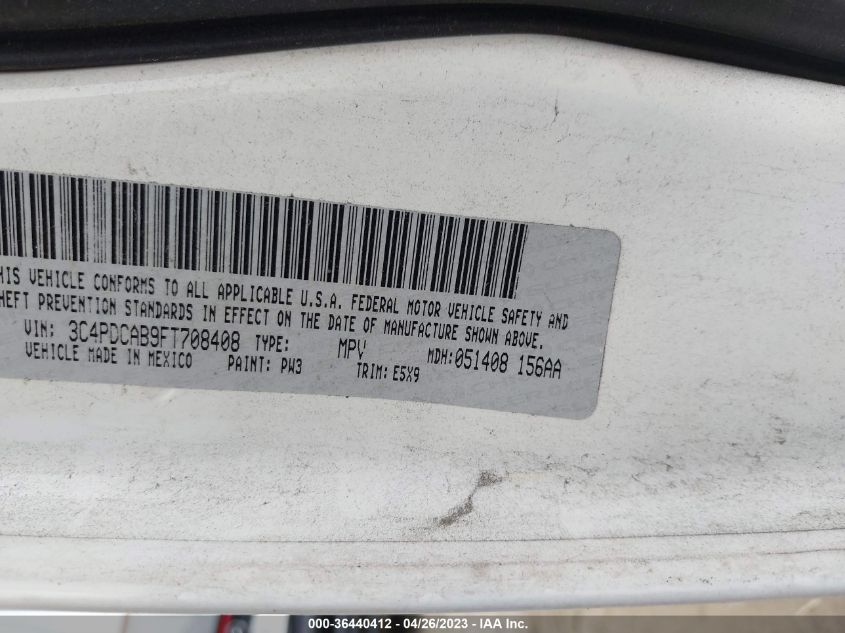 HIS VEHICLE CONFORMS TO ALL APPLICABLE U.S.A. FEDERAL MOTOR VEHICLE SAFETY AND
HEFT PREVENTION STANDARDS IN EFFECT ON THE DATE OF MANUFACTURE SHOWN ABOVE.
VIN: 3C4PDCAB9FT708408 TYPE: MPV MDH:051408 156AA
VEHICLE MADE IN MEXICO PAINT: PW3 TRIM: E5X9
000-36440412 - 04/26/2023 - IAA Inc.